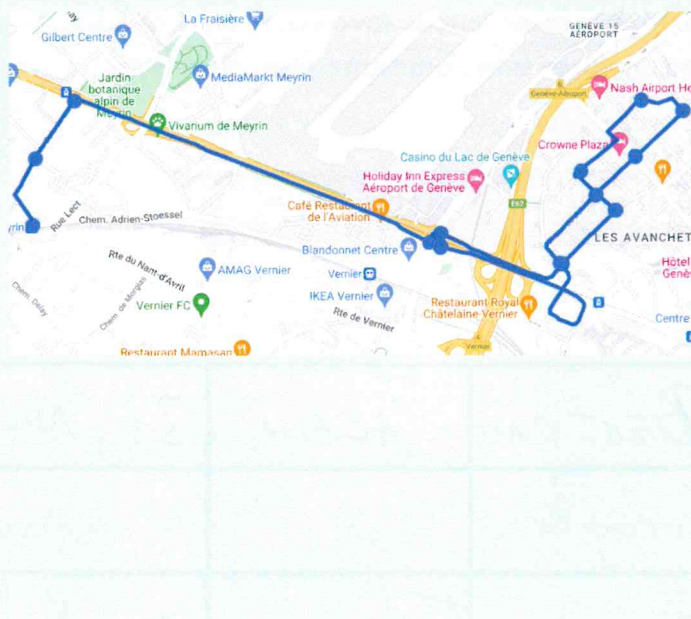 La Fraisière
Gilbert Centre
GENÈVE 15
AÉROPORT
MediaMarkt Meyrin
Jardin
botanique
alpin de
Meyrin
Genève-Aéroport
Nash Airport Ho
Vivarium de Meyrin
Crowne Plaza
Casino du Lac de Genève
Holiday Inn Express
Aéroport de Genève
E62
Café Restaurant
de l'Aviation
Rue Lect
Chem. Adrien-Stoessel
LES AVANCHET
Blandonnet Centre
Rte du Nant-d'Avril
AMAG Vernier
Vernier
Hôtel
Genèv
Chem. Delay
Chem. de Morglas
IKEA Vernier
Vernier FC
Restaurant Royal
Châtelaine-Vernier
Rte de Vernier
Centre
Vernier
Restaurant Mamasan